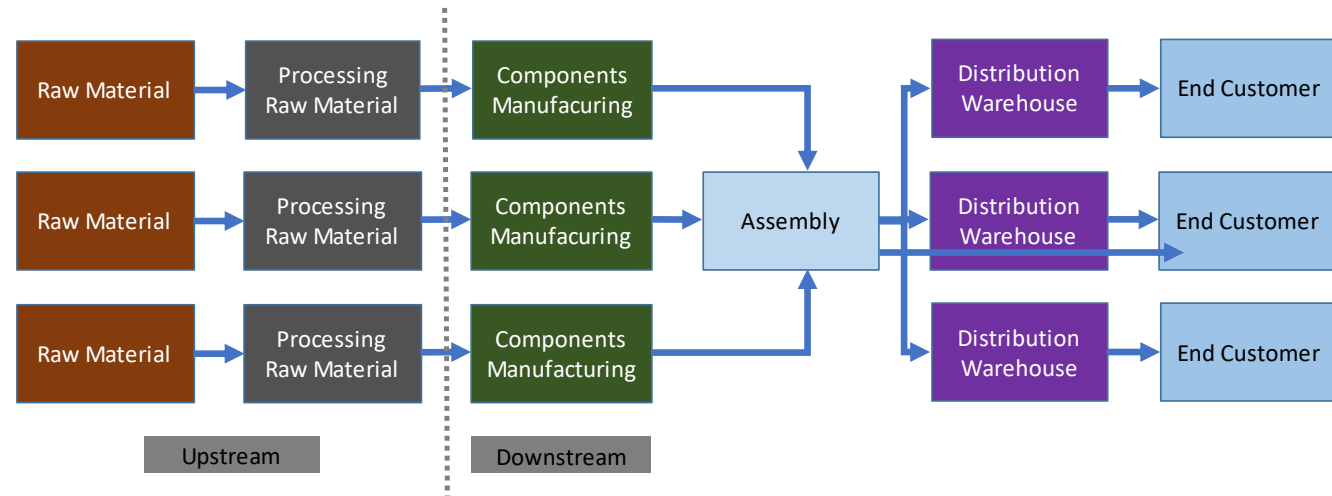 Raw Material
Processing
Raw Material
Components
Manufacuring
Distribution
Warehouse
End Customer
Raw Material
Processing
Raw Material
Components
Manufacuring
Assembly
Distribution
Warehouse
End Customer
Raw Material
Processing
Raw Material
Components
Manufacturing
Distribution
Warehouse
End Customer
Upstream
Downstream